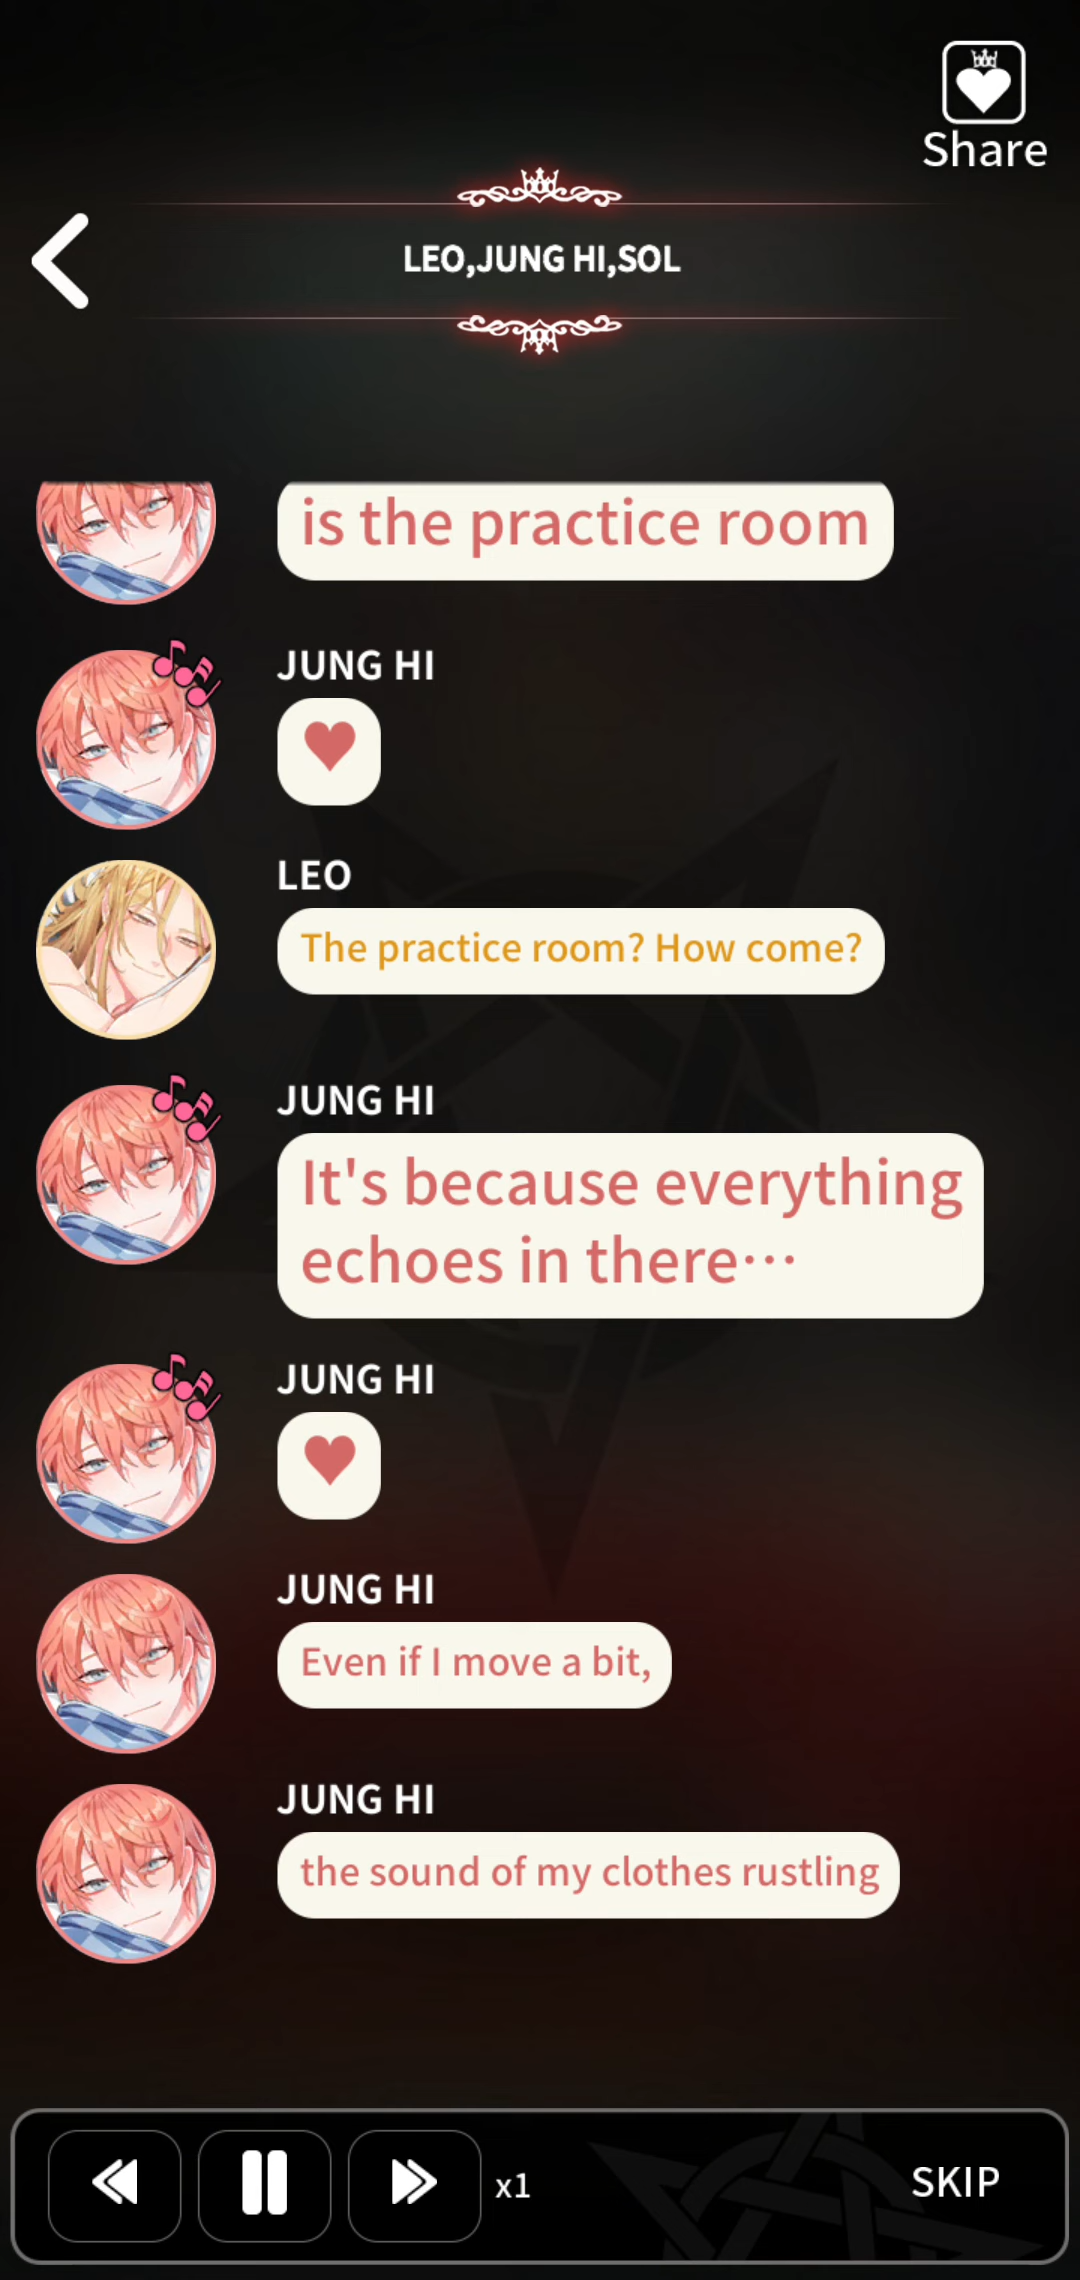 Share
LEO,JUNG HI,SOL
is the practice room
JUNG HI
♥
LEO
The practice room? How come?
JUNG HI
It's because everything
echoes in there…
JUNG HI
♥
JUNG HI
Even if I move a bit,
JUNG HI
the sound of my clothes rustling
x1
SKIP